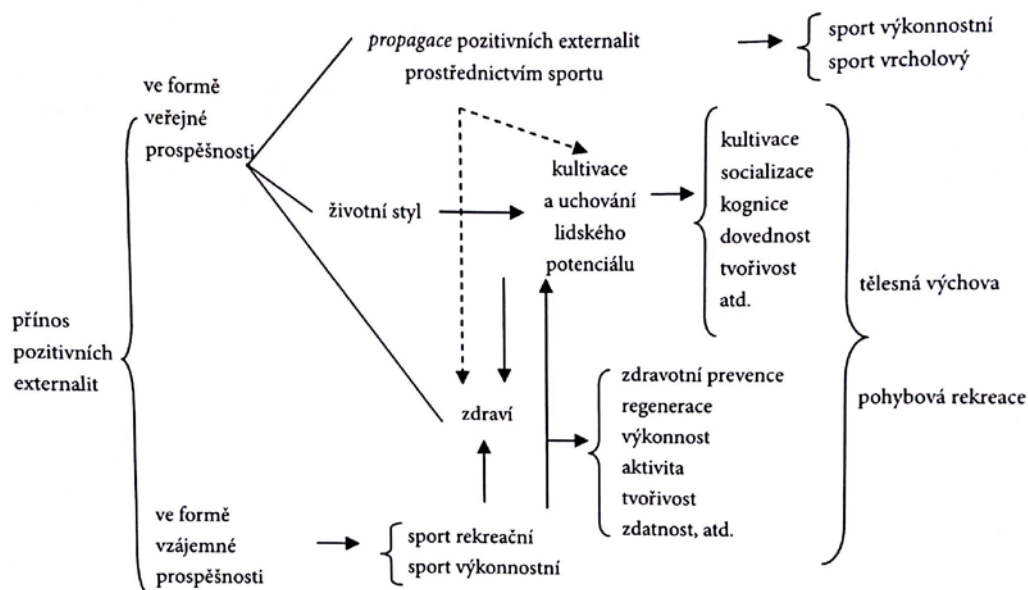 přínos
pozitivních
externalit
ve formě
veřejné
prospěšnosti
propagace pozitivních externalit
prostřednictvím sportu
sport výkonnostní
sport vrcholový
životní styl
kultivace
a uchování
lidského
potenciálu
kultivace
socializace
kognice
dovednost
tvořivost
atd.
zdraví
zdravotní prevence
regenerace
výkonnost
aktivita
tvořivost
zdatnost, atd.
tělesná výchova
pohybová rekreace
ve formě
vzájemné
prospěšnosti
sport rekreační
sport výkonnostní